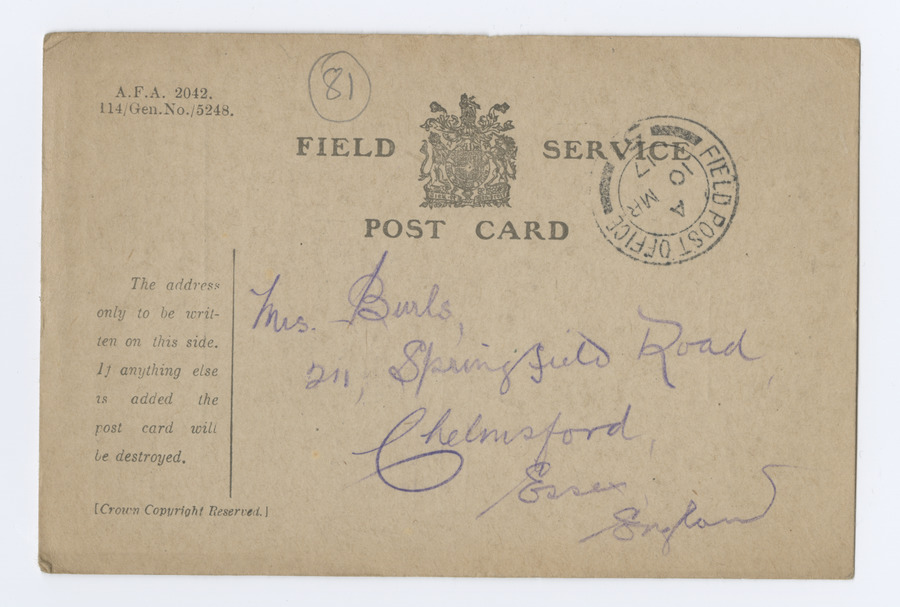 A.F.A. 2042.
114/Gen.No./5248.
81
FIELD SERVICE
POST CARD
FIELD POST OFFICE
A
10 MR
17
The address
only to be writ-
ten on this side.
If anything else
is added the
post card will
be destroyed.
[Crown Copyright Reserved.]
Mrs. Burls,
211, Springfield Road,
Chelmsford,
Essex
England